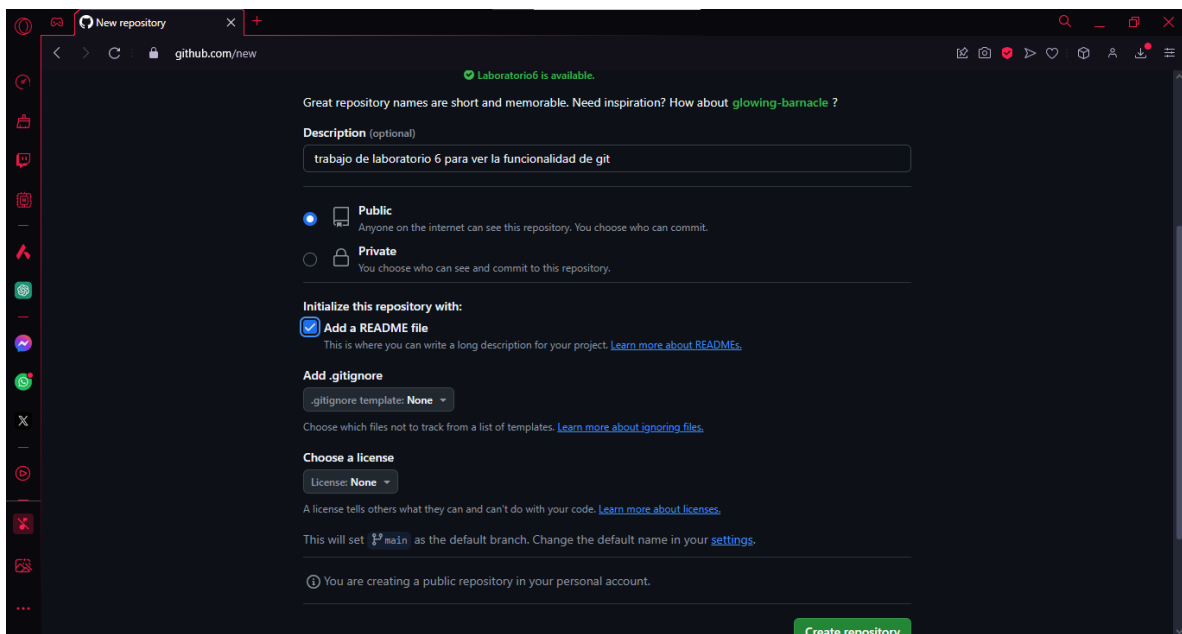 New repository
github.com/new
Laboratorio6 is available.
Great repository names are short and memorable. Need inspiration? How about glowing-barnacle ?
Description (optional)
trabajo de laboratorio 6 para ver la funcionalidad de git
Public
Anyone on the internet can see this repository. You choose who can commit.
Private
You choose who can see and commit to this repository.
Initialize this repository with:
Add a README file
This is where you can write a long description for your project. Learn more about READMEs.
Add .gitignore
.gitignore template: None
Choose which files not to track from a list of templates. Learn more about ignoring files.
Choose a license
License: None
A license tells others what they can and can't do with your code. Learn more about licenses.
This will set main as the default branch. Change the default name in your settings.
You are creating a public repository in your personal account.
Create repository